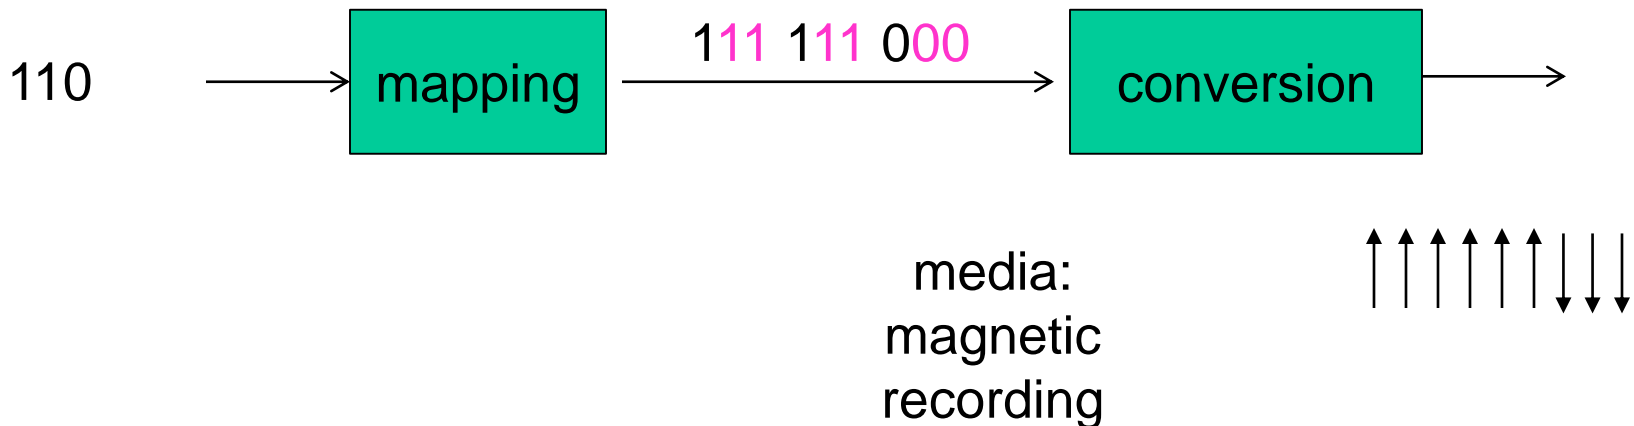 110
mapping
111 111 000
conversion
media:
magnetic
recording